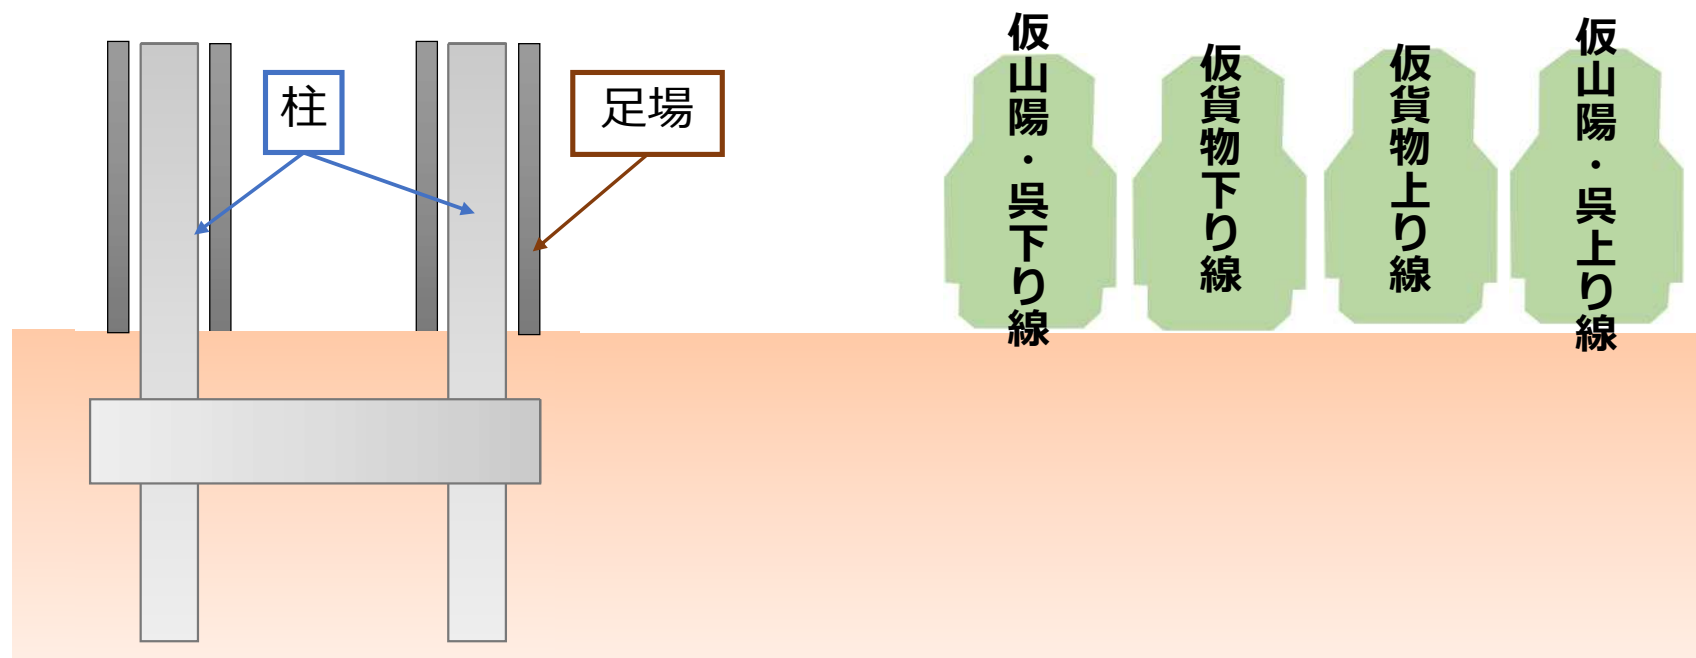 柱
足場
仮山陽・呉下り線
仮貨物下り線
仮貨物上り線
仮山陽・呉上り線